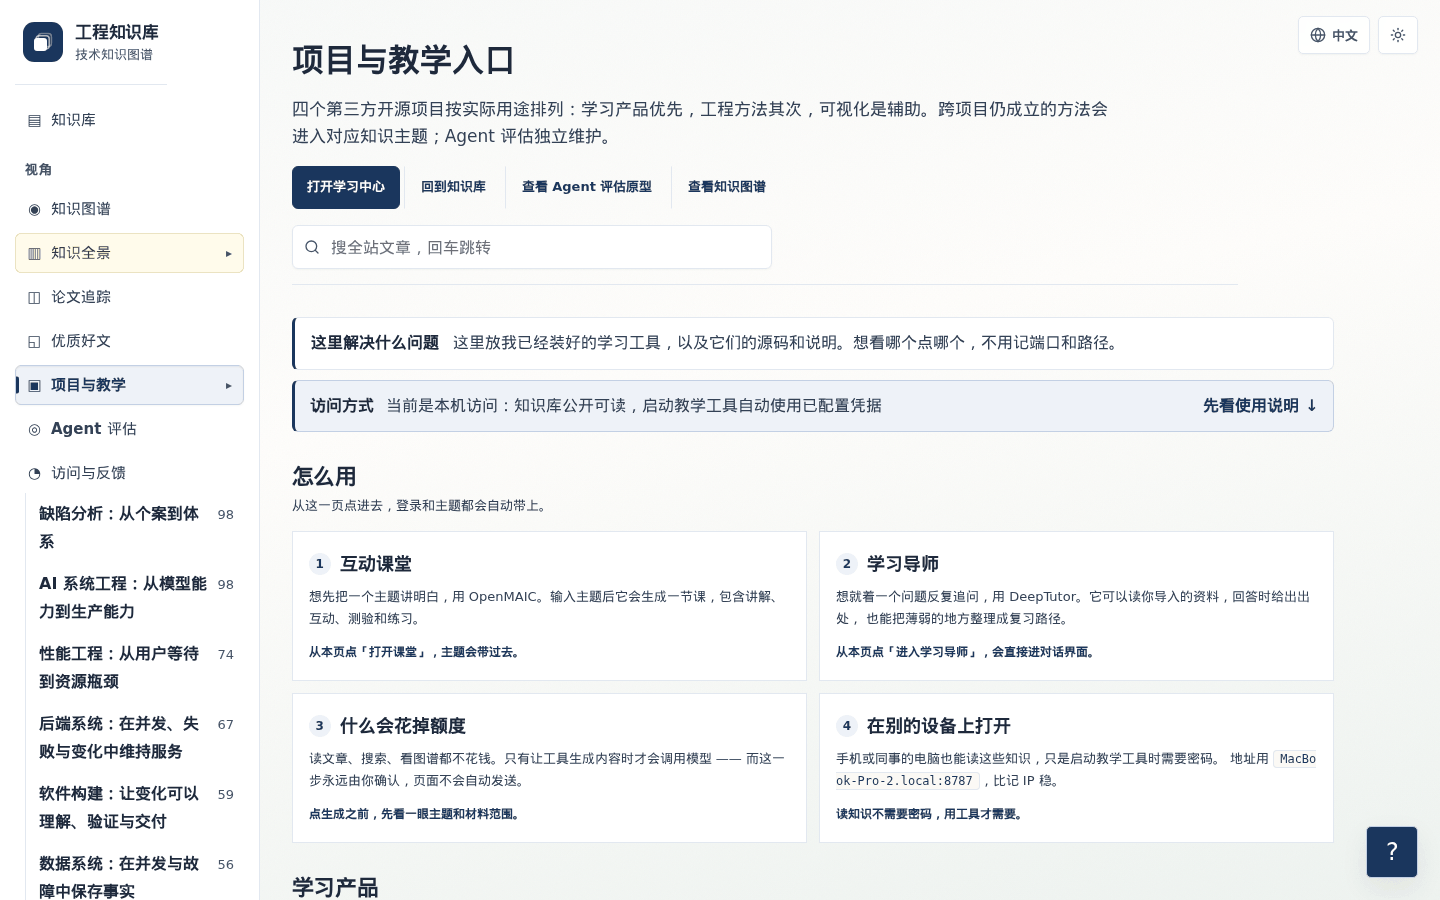 工程知识库
技术知识图谱
知识库
视角
知识图谱
知识全景
论文追踪
优质好文
项目与教学
Agent 评估
访问与反馈
缺陷分析：从个案到体
系
98
AI 系统工程：从模型能
力到生产能力
98
性能工程：从用户等待
到资源瓶颈
74
后端系统：在并发、失
败与变化中维持服务
67
软件构建：让变化可以
理解、验证与交付
59
数据系统：在并发与故
障中保存事实
56
中文
项目与教学入口
四个第三方开源项目按实际用途排列：学习产品优先，工程方法其次，可视化是辅助。跨项目仍成立的方法会
进入对应知识主题；Agent 评估独立维护。
打开学习中心
回到知识库
查看 Agent 评估原型
查看知识图谱
搜全站文章，回车跳转
这里解决什么问题 这里放我已经装好的学习工具，以及它们的源码和说明。想看哪个点哪个，不用记端口和路径。
访问方式 当前是本机访问：知识库公开可读，启动教学工具自动使用已配置凭据
先看使用说明 ↓
怎么用
从这一页点进去，登录和主题都会自动带上。
1 互动课堂
想先把一个主题讲明白，用 OpenMAIC。输入主题后它会生成一节课，包含讲解、
互动、测验和练习。
从本页点「打开课堂」，主题会带过去。
2 学习导师
想就着一个问题反复追问，用 DeepTutor。它可以读你导入的资料，回答时给出出
处， 也能把薄弱的地方整理成复习路径。
从本页点「进入学习导师」，会直接进对话界面。
3 什么会花掉额度
读文章、搜索、看图谱都不花钱。只有让工具生成内容时才会调用模型 —— 而这一
步永远由你确认，页面不会自动发送。
点生成之前，先看一眼主题和材料范围。
4 在别的设备上打开
手机或同事的电脑也能读这些知识，只是启动教学工具时需要密码。 地址用 MacBo
ok-Pro-2.local:8787 ，比记 IP 稳。
读知识不需要密码，用工具才需要。
学习产品
?